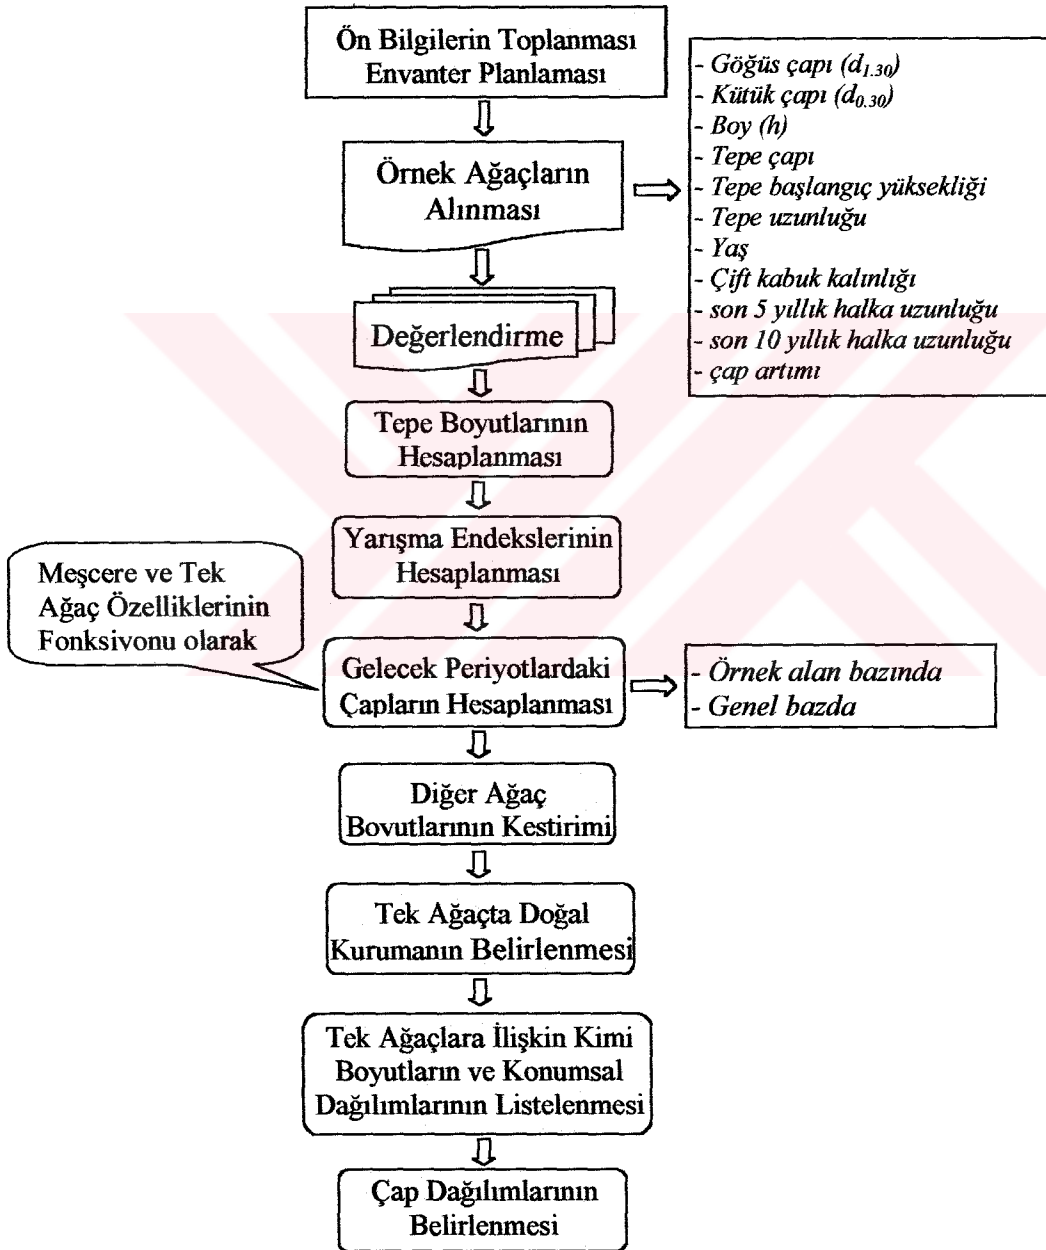 Ön Bilgilerin Toplanması
Envanter Planlaması
- Göğüs çapı (d1.30)
- Kütük çapı (d0.30)
- Boy (h)
- Tepe çapı
- Tepe başlangıç yüksekliği
- Tepe uzunluğu
- Yaş
- Çift kabuk kalınlığı
- son 5 yıllık halka uzunluğu
- son 10 yıllık halka uzunluğu
- çap artımı
Örnek Ağaçların
Alınması
Değerlendirme
Tepe Boyutlarının
Hesaplanması
Yarışma Endekslerinin
Hesaplanması
Meşcere ve Tek
Ağaç Özelliklerinin
Fonksivonu olarak
Gelecek Periyotlardaki
Çapların Hesaplanması
- Örnek alan bazında
- Genel bazda
Diğer Ağaç
Bovutlarının Kestirimi
Tek Ağaçta Doğal
Kurumanın Belirlenmesi
Tek Ağaçlara İlişkin Kimi
Boyutların ve Konumsal
Dağılımlarının Listelenmesi
Çap Dağılımlarının
Belirlenmesi